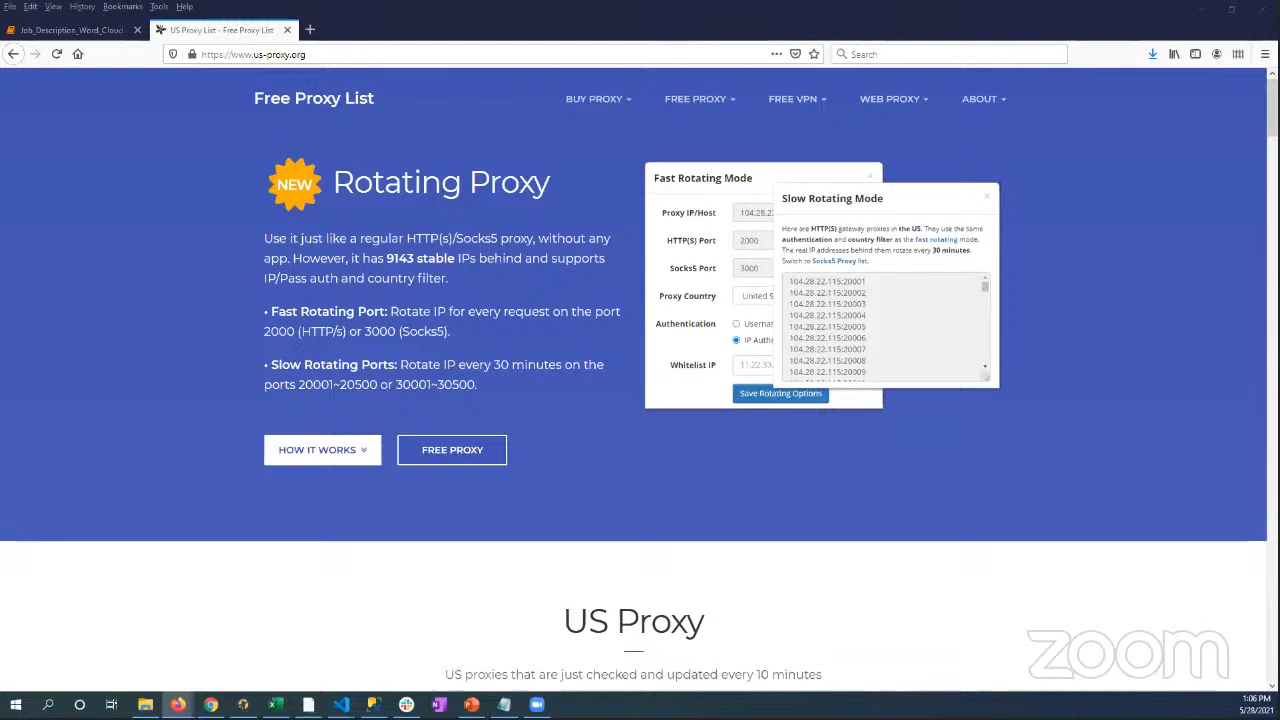 File Edit View History Bookmarks Tools Help
Job_Description_Word_Cloud
US Proxy List - Free Proxy List
https://www.us-proxy.org
Search
Free Proxy List
BUY PROXY
FREE PROXY
FREE VPN
WEB PROXY
ABOUT
NEW
Rotating Proxy
Use it just like a regular HTTP(s)/Socks5 proxy, without any
app. However, it has 9143 stable IPs behind and supports
IP/Pass auth and country filter.
• Fast Rotating Port: Rotate IP for every request on the port
2000 (HTTP/s) or 3000 (Socks5).
• Slow Rotating Ports: Rotate IP every 30 minutes on the
ports 20001~20500 or 30001~30500.
HOW IT WORKS
FREE PROXY
Fast Rotating Mode
Proxy IP/Host 104.28.22
HTTP(S) Port 2000
Socks5 Port 3000
Proxy Country United S
Authentication Userna
IP Authe
Whitelist IP 11.22.33.
Save Rotating Options
Slow Rotating Mode
Here are HTTP(S) gateway proxies in the US. They use the same
authentication and country filter as the fast rotating mode.
The real IP addresses behind them rotate every 30 minutes.
Switch to Socks5 Proxy list.
104.28.22.115:20001
104.28.22.115:20002
104.28.22.115:20003
104.28.22.115:20004
104.28.22.115:20005
104.28.22.115:20006
104.28.22.115:20007
104.28.22.115:20008
104.28.22.115:20009
US Proxy
US proxies that are just checked and updated every 10 minutes
zoom
1:06 PM
5/28/2021